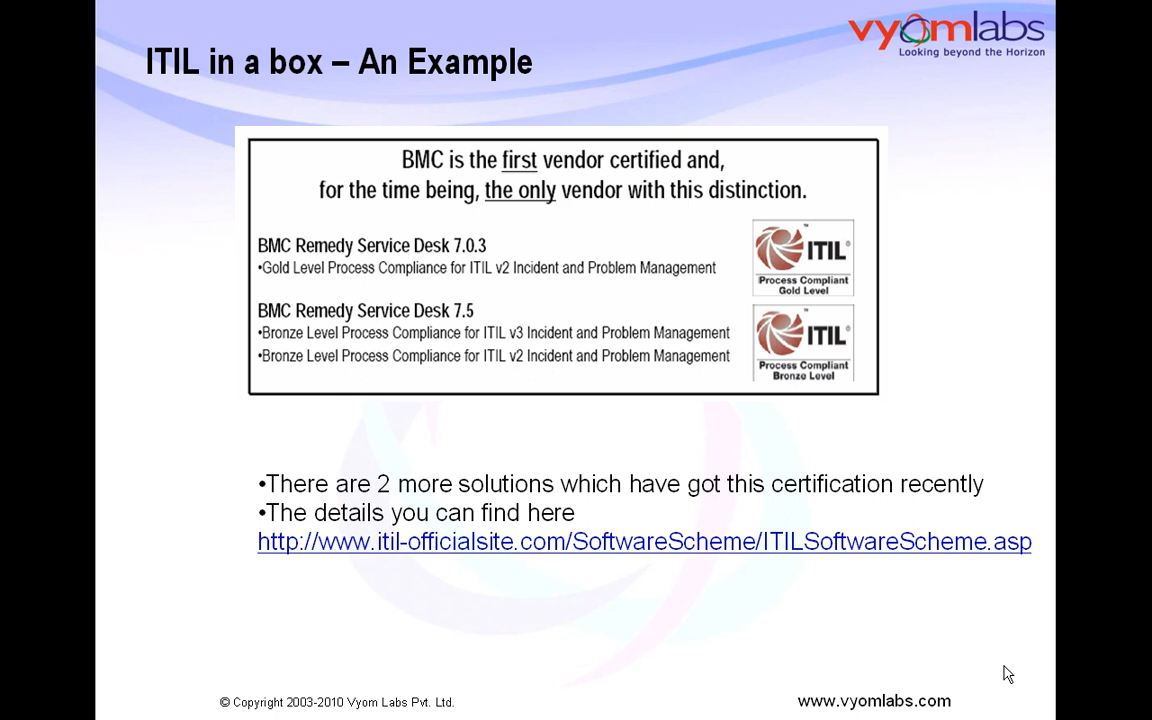 vyomlabs
Looking beyond the Horizon
ITIL in a box – An Example
BMC is the first vendor certified and,
for the time being, the only vendor with this distinction.
BMC Remedy Service Desk 7.0.3
•Gold Level Process Compliance for ITIL v2 Incident and Problem Management
ITIL®
Process Compliant
Gold Level
BMC Remedy Service Desk 7.5
•Bronze Level Process Compliance for ITIL v3 Incident and Problem Management
•Bronze Level Process Compliance for ITIL v2 Incident and Problem Management
ITIL®
Process Compliant
Bronze Level
•There are 2 more solutions which have got this certification recently
•The details you can find here
http://www.itil-officialsite.com/SoftwareScheme/ITILSoftwareScheme.asp
© Copyright 2003-2010 Vyom Labs Pvt. Ltd.
www.vyomlabs.com